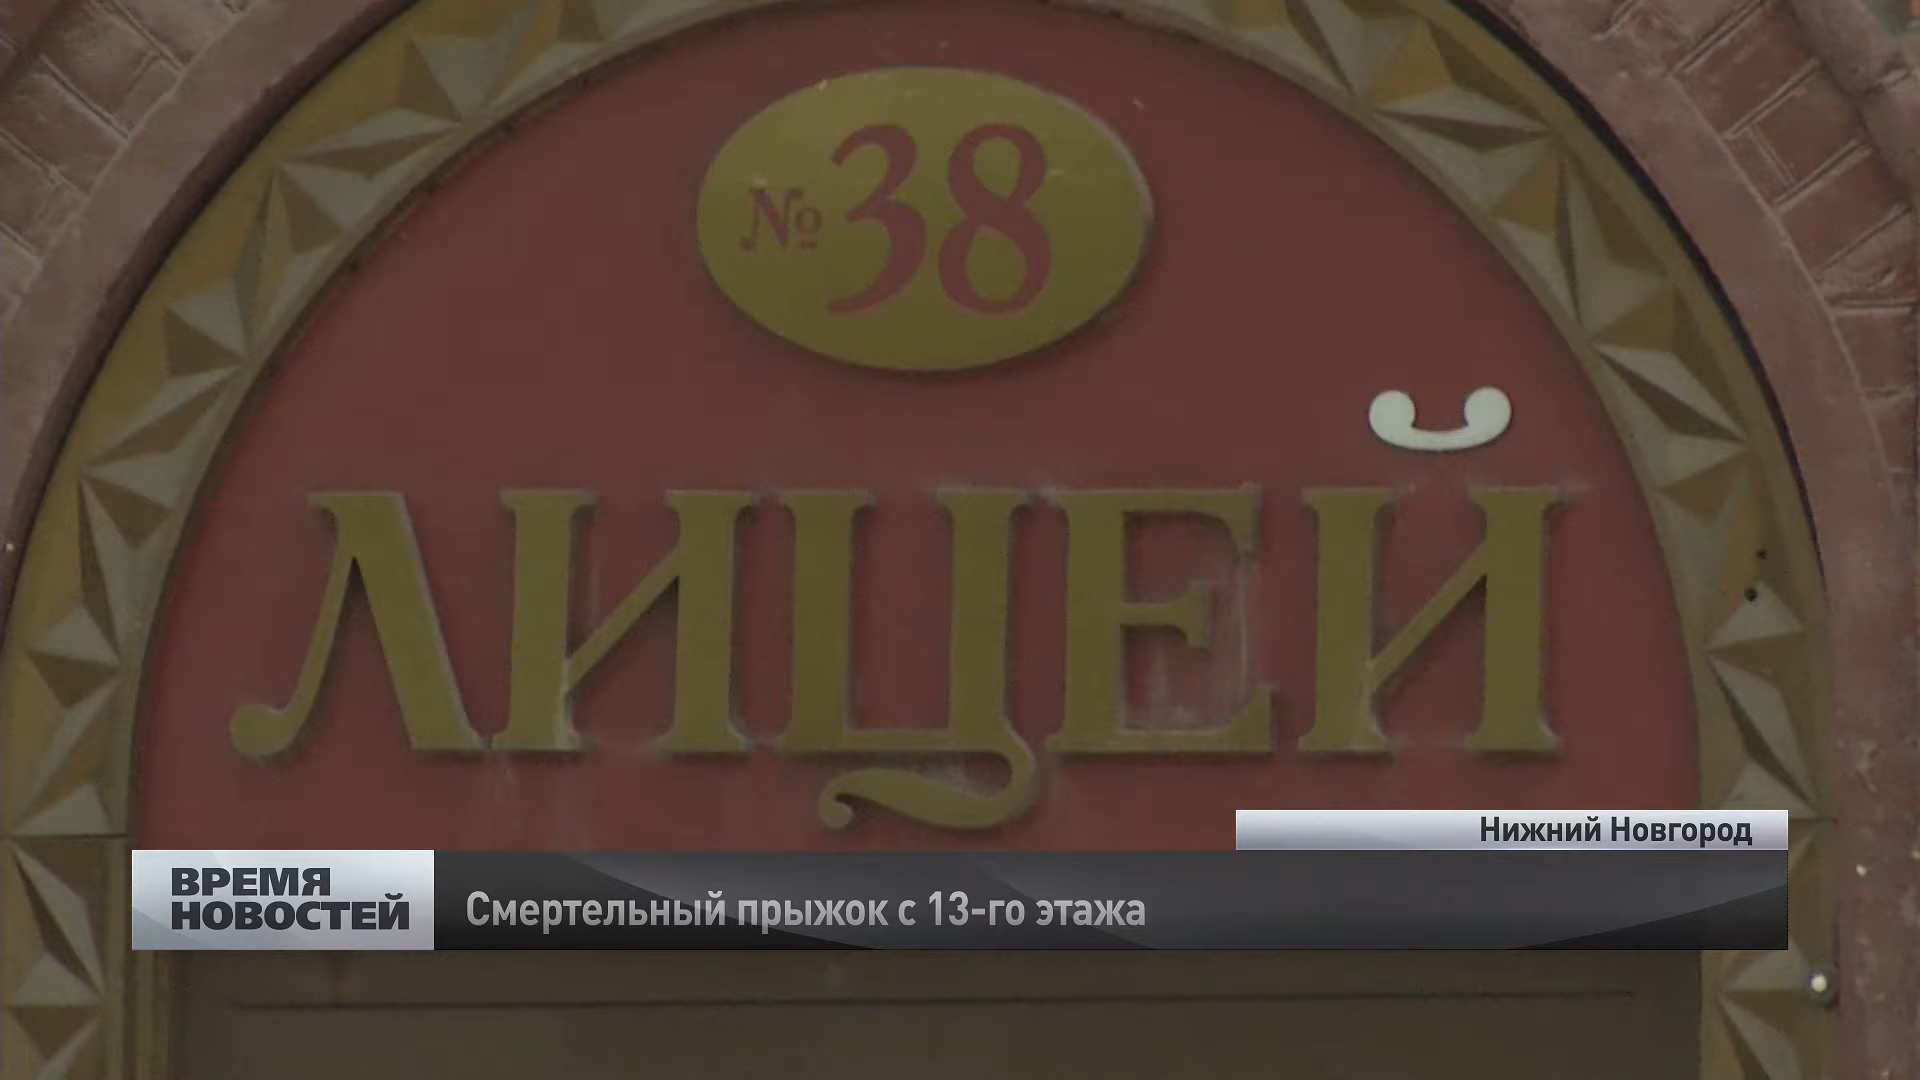 №38
ЛИЦЕЙ
Нижний Новгород
ВРЕМЯ
НОВОСТЕЙ
Смертельный прыжок с 13-го этажа